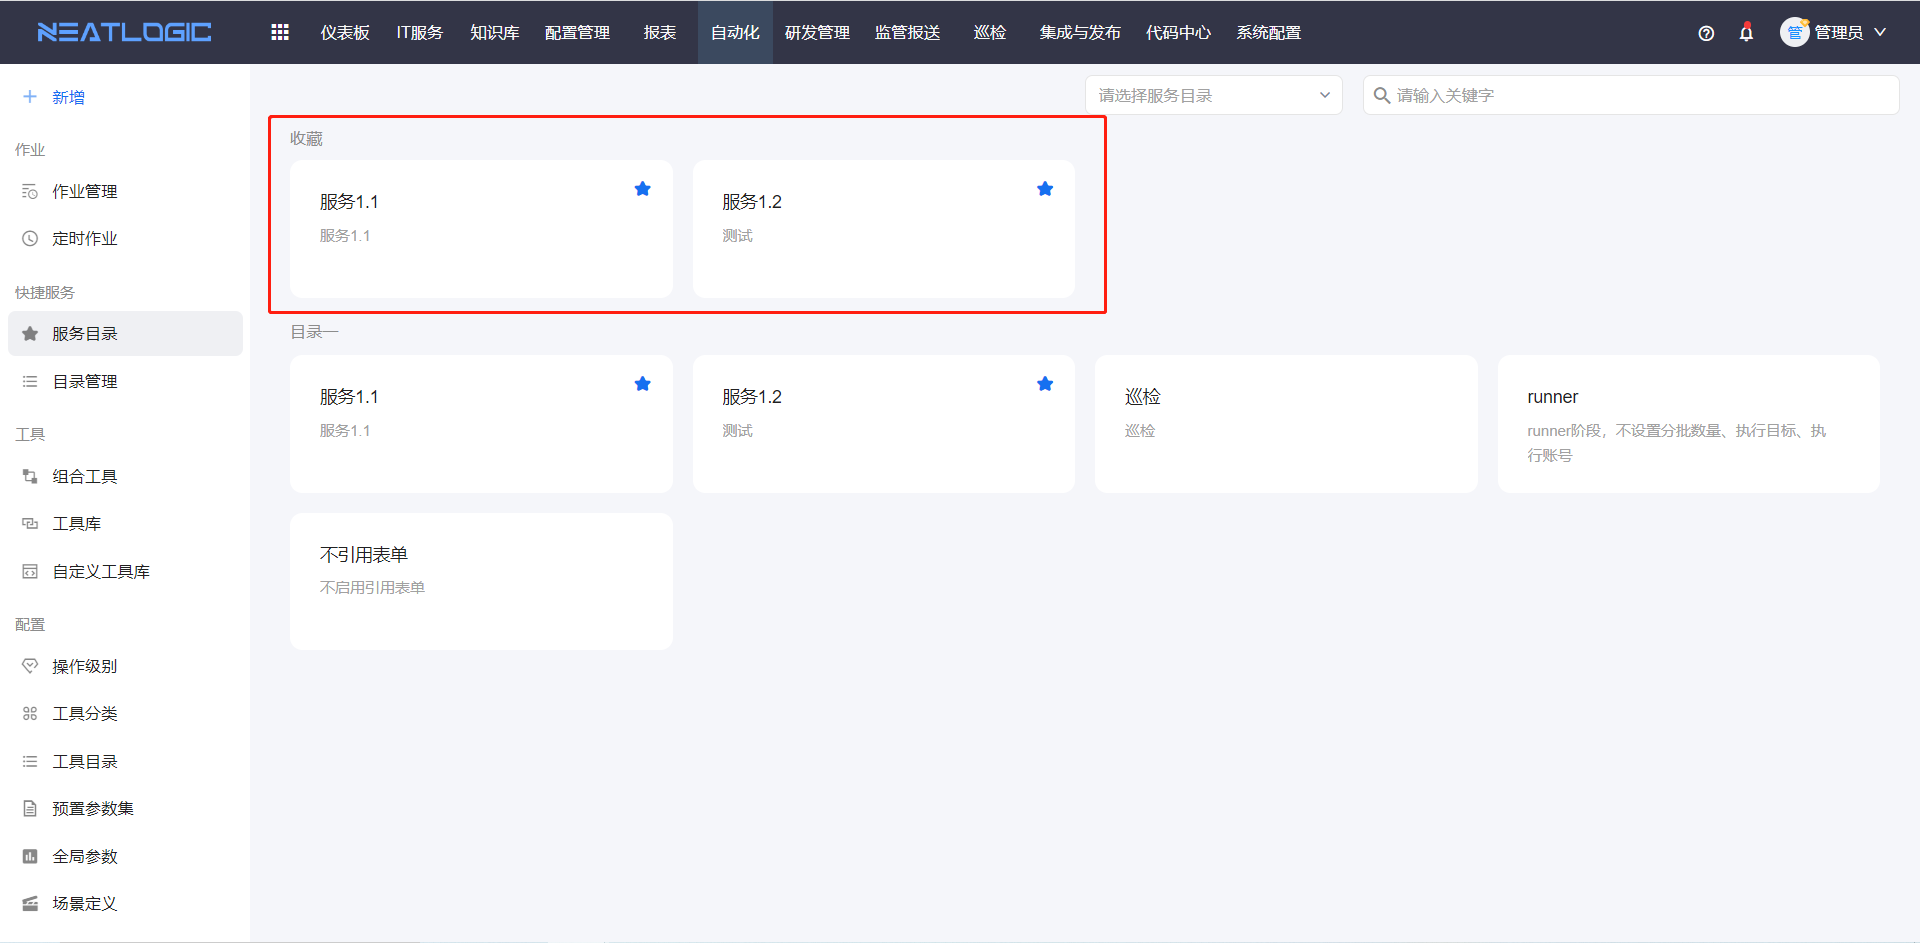 NEATLOGIC
仪表板 IT服务 知识库 配置管理 报表 自动化 研发管理 监管报送 巡检 集成与发布 代码中心 系统配置
管 管理员
新增
作业
作业管理
定时作业
快捷服务
服务目录
目录管理
工具
组合工具
工具库
自定义工具库
配置
操作级别
工具分类
工具目录
预置参数集
全局参数
场景定义
请选择服务目录
请输入关键字
收藏
服务1.1
服务1.1
服务1.2
测试
目录一
服务1.1
服务1.1
服务1.2
测试
巡检
巡检
runner
runner阶段，不设置分批数量、执行目标、执
行账号
不引用表单
不启用引用表单